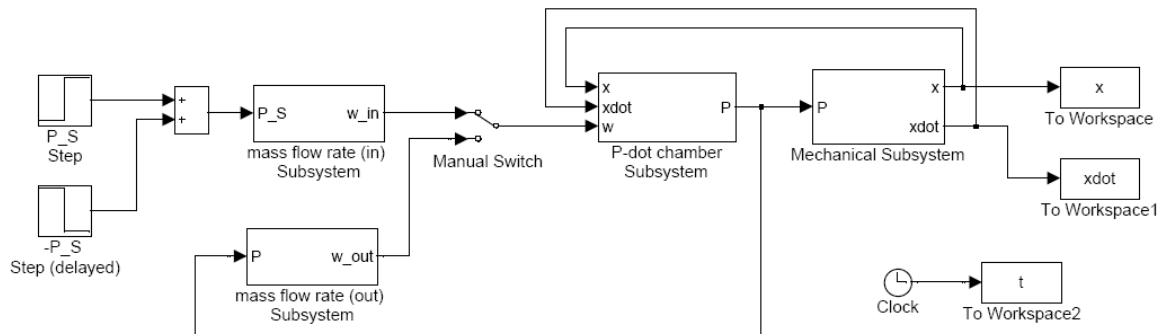 P_S
Step
-P_S
Step (delayed)
+
+
P_S
w_in
mass flow rate (in)
Subsystem
P
w_out
mass flow rate (out)
Subsystem
Manual Switch
x
xdot
w
P
P-dot chamber
Subsystem
P
x
xdot
Mechanical Subsystem
x
To Workspace
xdot
To Workspace1
Clock
t
To Workspace2